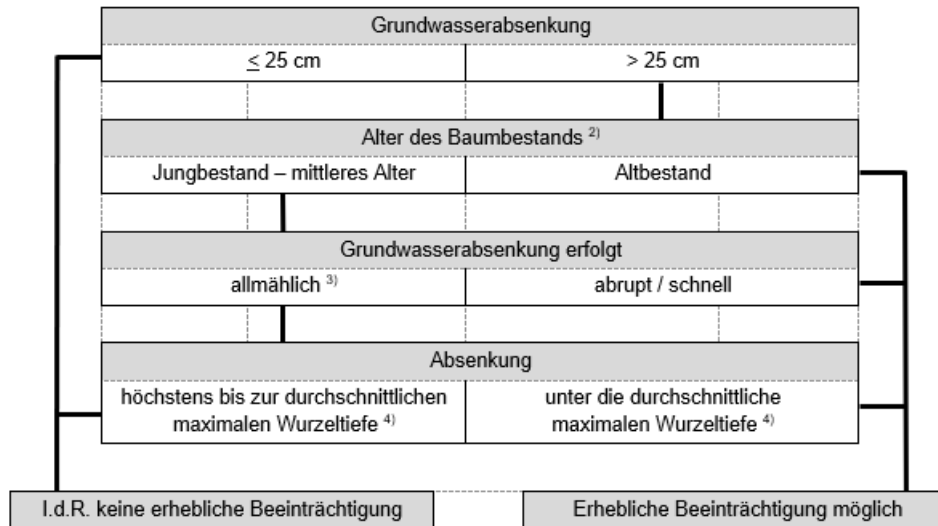 Grundwasserabsenkung
≤ 25 cm > 25 cm
Alter des Baumbestands ²⁾
Jungbestand – mittleres Alter Altbestand
Grundwasserabsenkung erfolgt
allmählich ³⁾ abrupt / schnell
Absenkung
höchstens bis zur durchschnittlichen
maximalen Wurzeltiefe ⁴⁾
unter die durchschnittliche
maximalen Wurzeltiefe ⁴⁾
I.d.R. keine erhebliche Beeinträchtigung Erhebliche Beeinträchtigung möglich